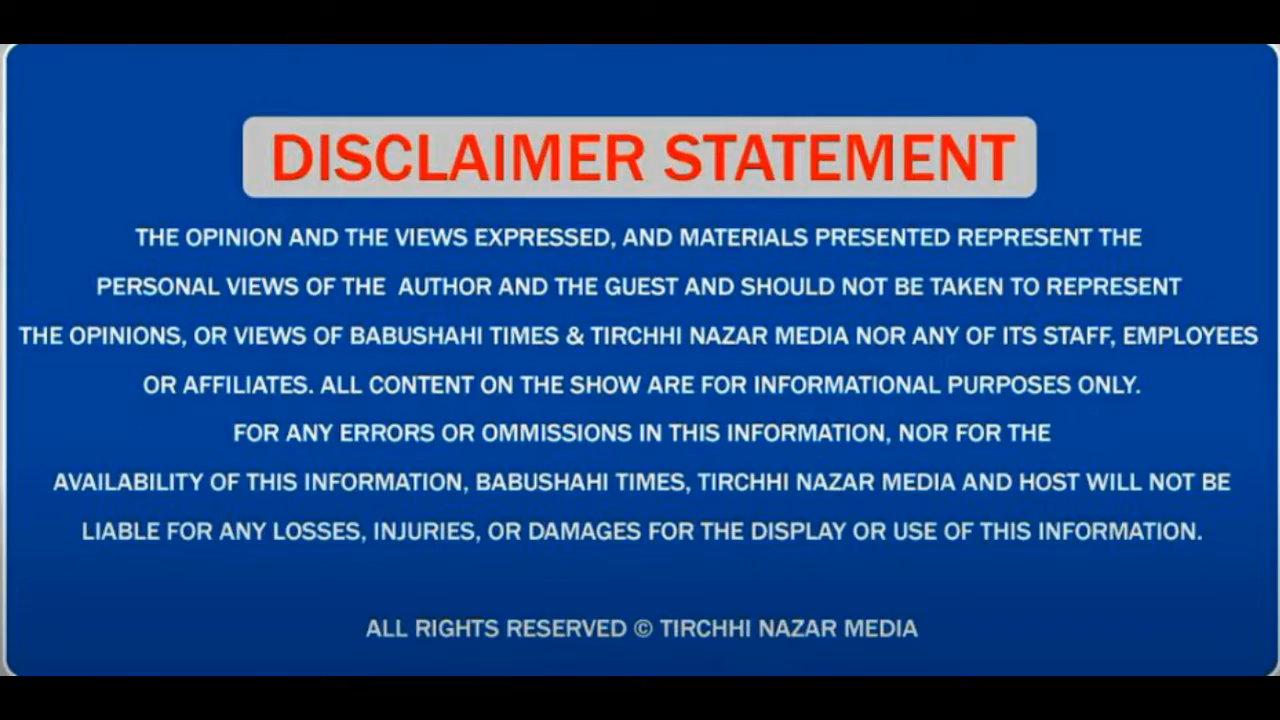 DISCLAIMER STATEMENT
THE OPINION AND THE VIEWS EXPRESSED, AND MATERIALS PRESENTED REPRESENT THE
PERSONAL VIEWS OF THE AUTHOR AND THE GUEST AND SHOULD NOT BE TAKEN TO REPRESENT
THE OPINIONS, OR VIEWS OF BABUSHAHI TIMES & TIRCHHI NAZAR MEDIA NOR ANY OF ITS STAFF, EMPLOYEES
OR AFFILIATES. ALL CONTENT ON THE SHOW ARE FOR INFORMATIONAL PURPOSES ONLY.
FOR ANY ERRORS OR OMMISSIONS IN THIS INFORMATION, NOR FOR THE
AVAILABILITY OF THIS INFORMATION, BABUSHAHI TIMES, TIRCHHI NAZAR MEDIA AND HOST WILL NOT BE
LIABLE FOR ANY LOSSES, INJURIES, OR DAMAGES FOR THE DISPLAY OR USE OF THIS INFORMATION.
ALL RIGHTS RESERVED © TIRCHHI NAZAR MEDIA